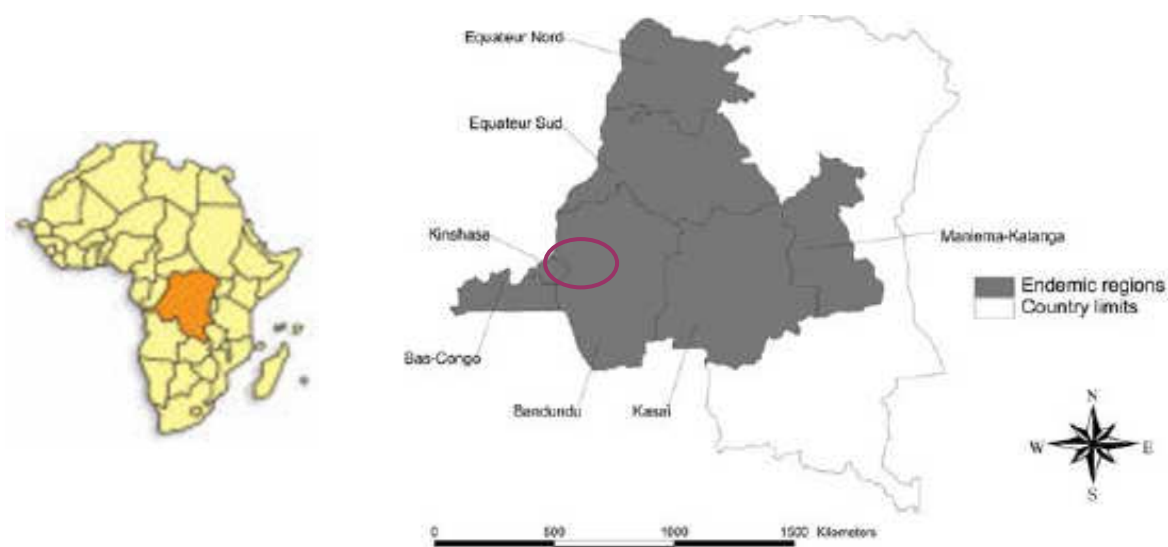 Equateur Nord
Equateur Sud
Kinshasa
Maniema-Katanga
Endemic regions
Country limits
Bas-Congo
Bandundu
Kasai
N
W E
S
0 500 1000 1500 Kilometers